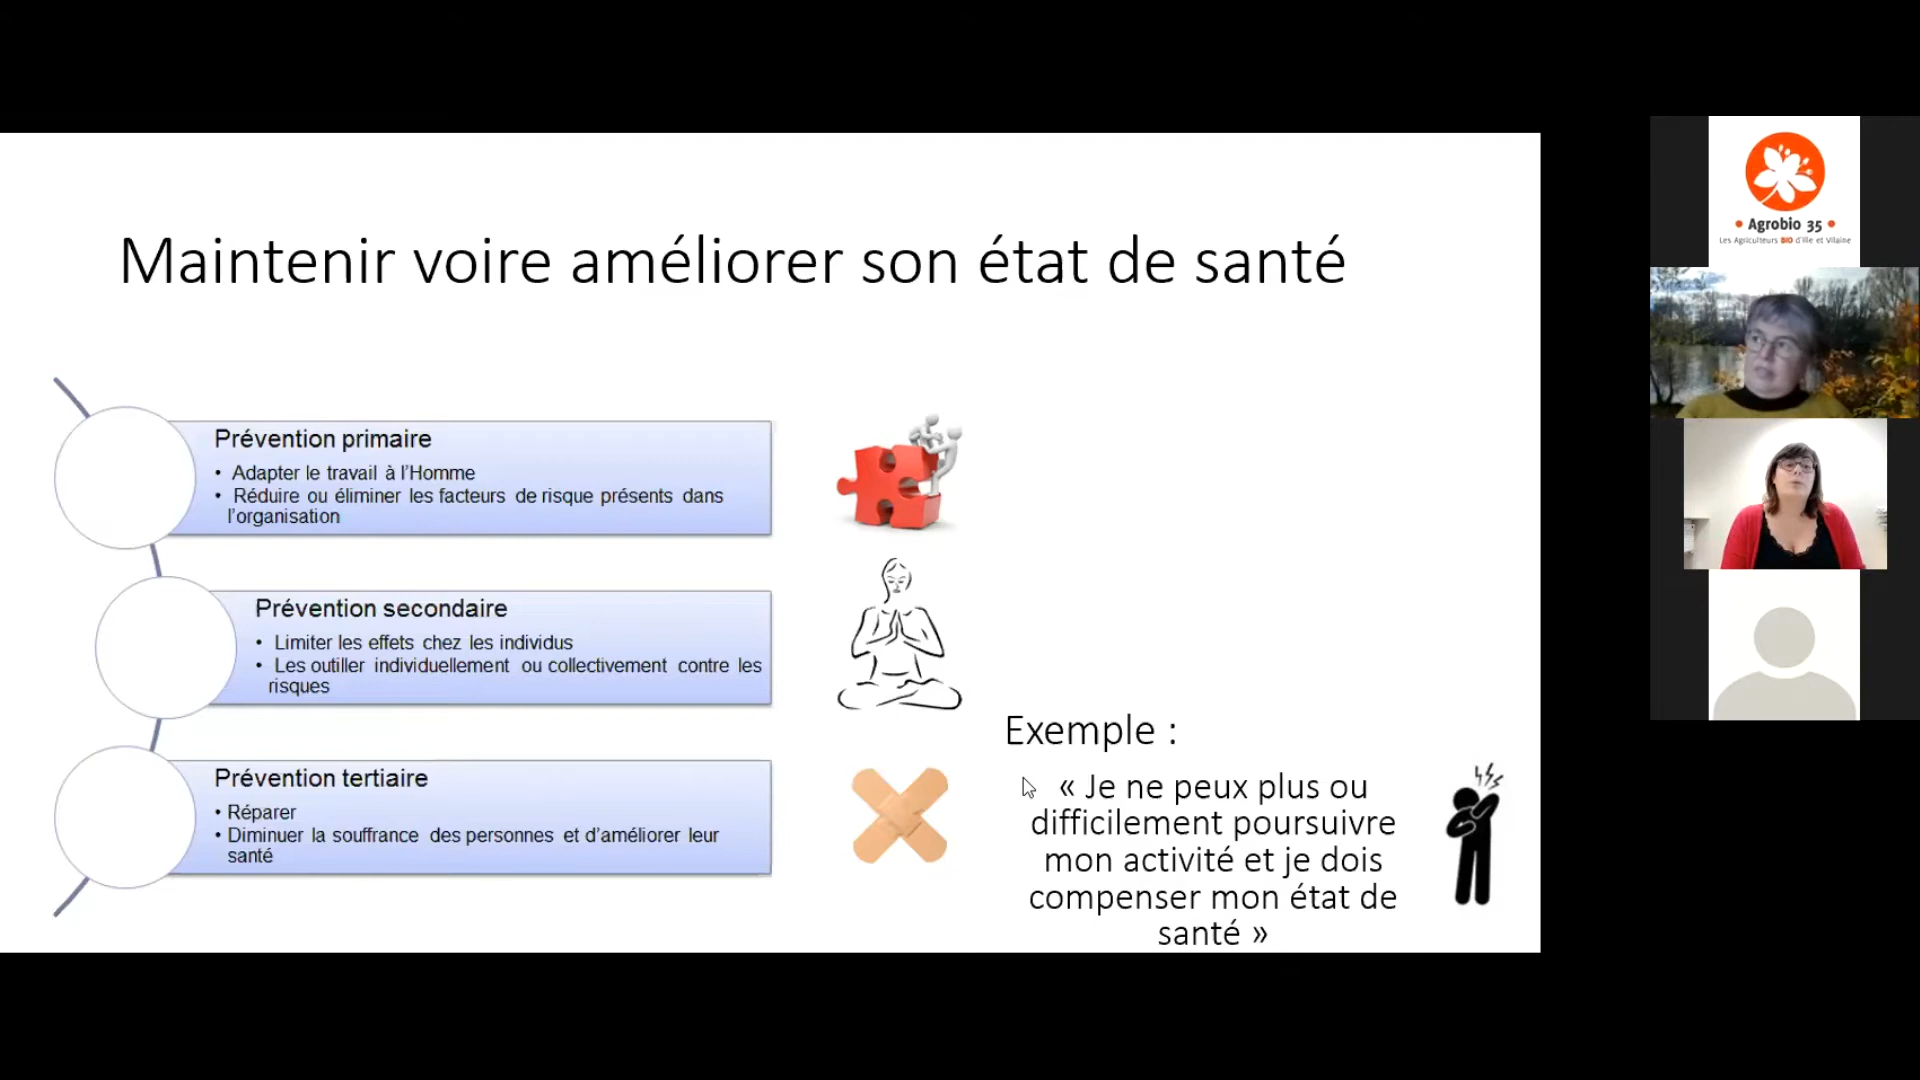 Maintenir voire améliorer son état de santé
Prévention primaire
• Adapter le travail à l'Homme
• Réduire ou éliminer les facteurs de risque présents dans
l'organisation
Prévention secondaire
• Limiter les effets chez les individus
• Les outiller individuellement ou collectivement contre les
risques
Prévention tertiaire
• Réparer
• Diminuer la souffrance des personnes et d'améliorer leur
santé
Exemple :
« Je ne peux plus ou
difficilement poursuivre
mon activité et je dois
compenser mon état de
santé »
• Agrobio 35 •
Les Agriculteurs BIO d'Ille et Vilaine